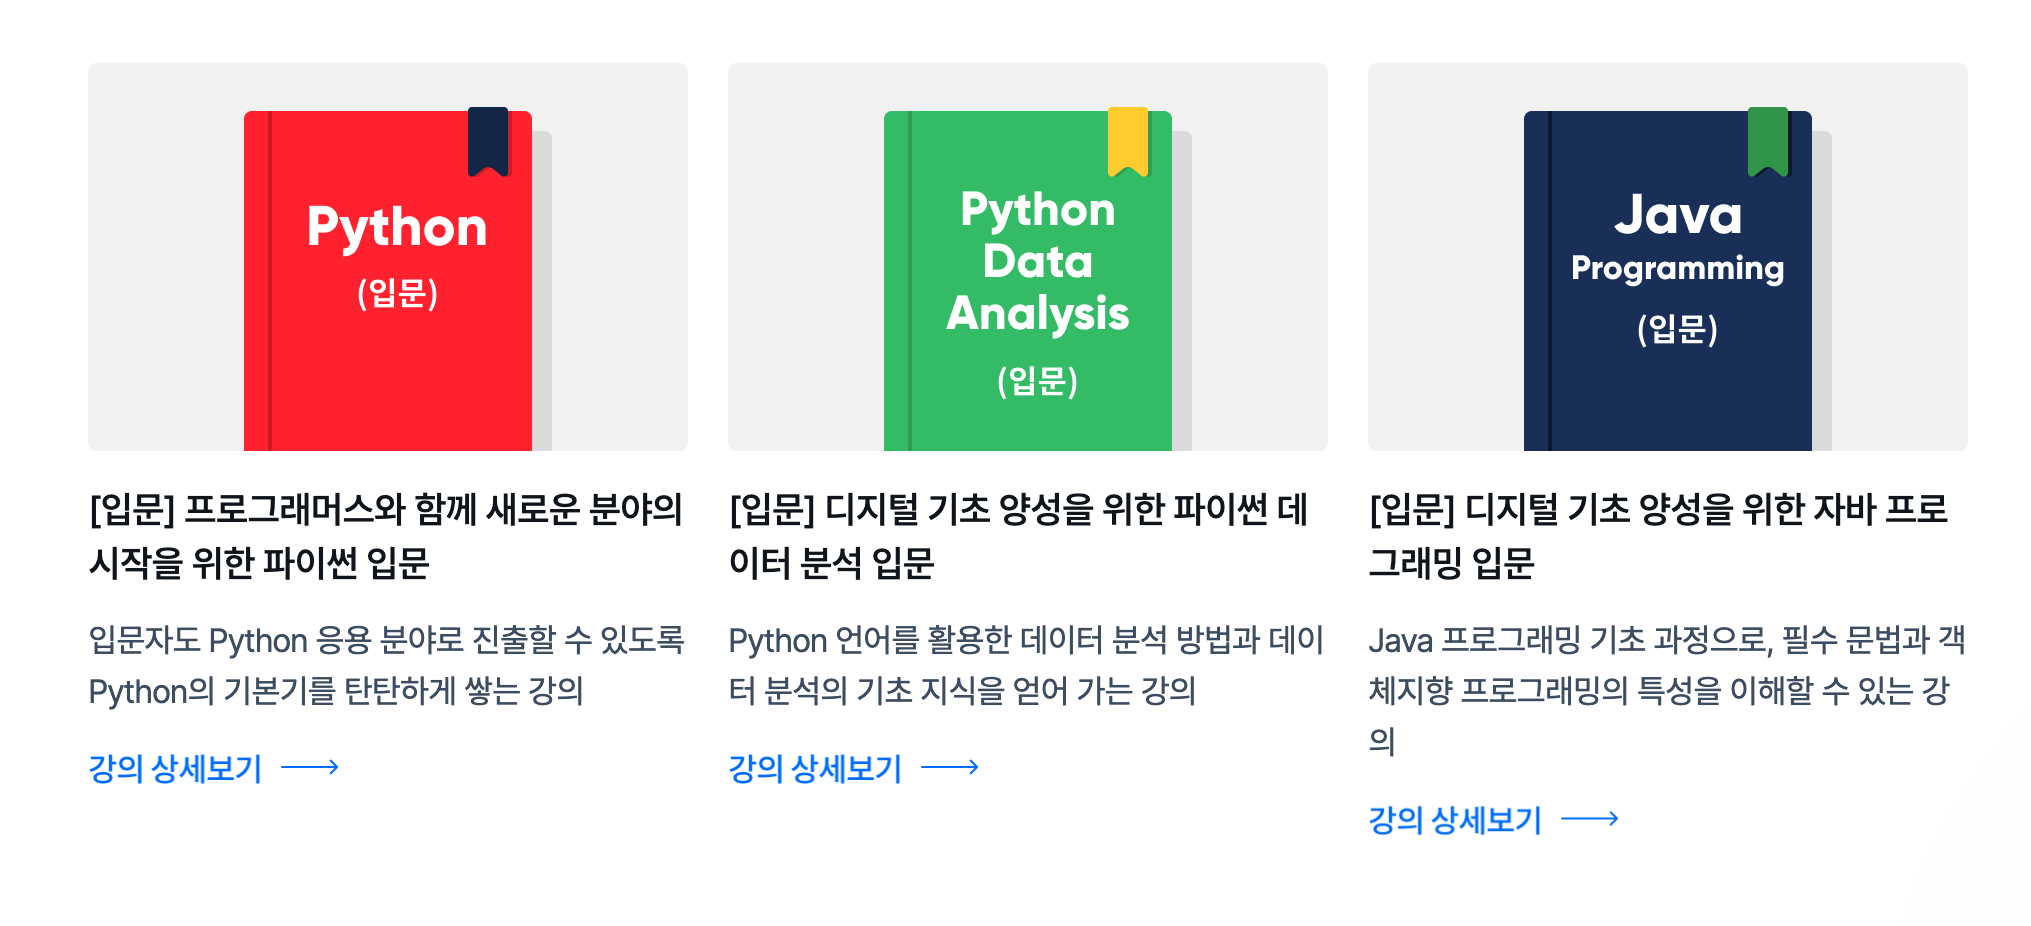 Python
(입문)
Python
Data
Analysis
(입문)
Java
Programming
(입문)
[입문] 프로그래머스와 함께 새로운 분야의
시작을 위한 파이썬 입문
입문자도 Python 응용 분야로 진출할 수 있도록
Python의 기본기를 탄탄하게 쌓는 강의
강의 상세보기
[입문] 디지털 기초 양성을 위한 파이썬 데
이터 분석 입문
Python 언어를 활용한 데이터 분석 방법과 데이
터 분석의 기초 지식을 얻어 가는 강의
강의 상세보기
[입문] 디지털 기초 양성을 위한 자바 프로
그래밍 입문
Java 프로그래밍 기초 과정으로, 필수 문법과 객
체지향 프로그래밍의 특성을 이해할 수 있는 강
의
강의 상세보기